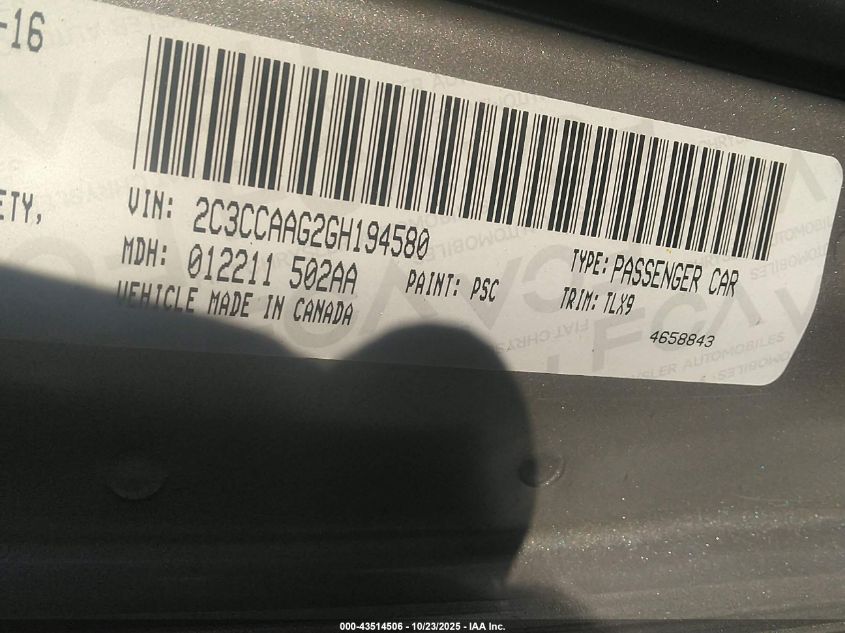 -16
ETY,
VIN: 2C3CCAAG2GH194580
MDH: 012211 502AA
PAINT: PSC
VEHICLE MADE IN CANADA
TYPE: PASSENGER CAR
TRIM: TLX9
4658843
000-43514506 - 10/23/2025 - IAA Inc.